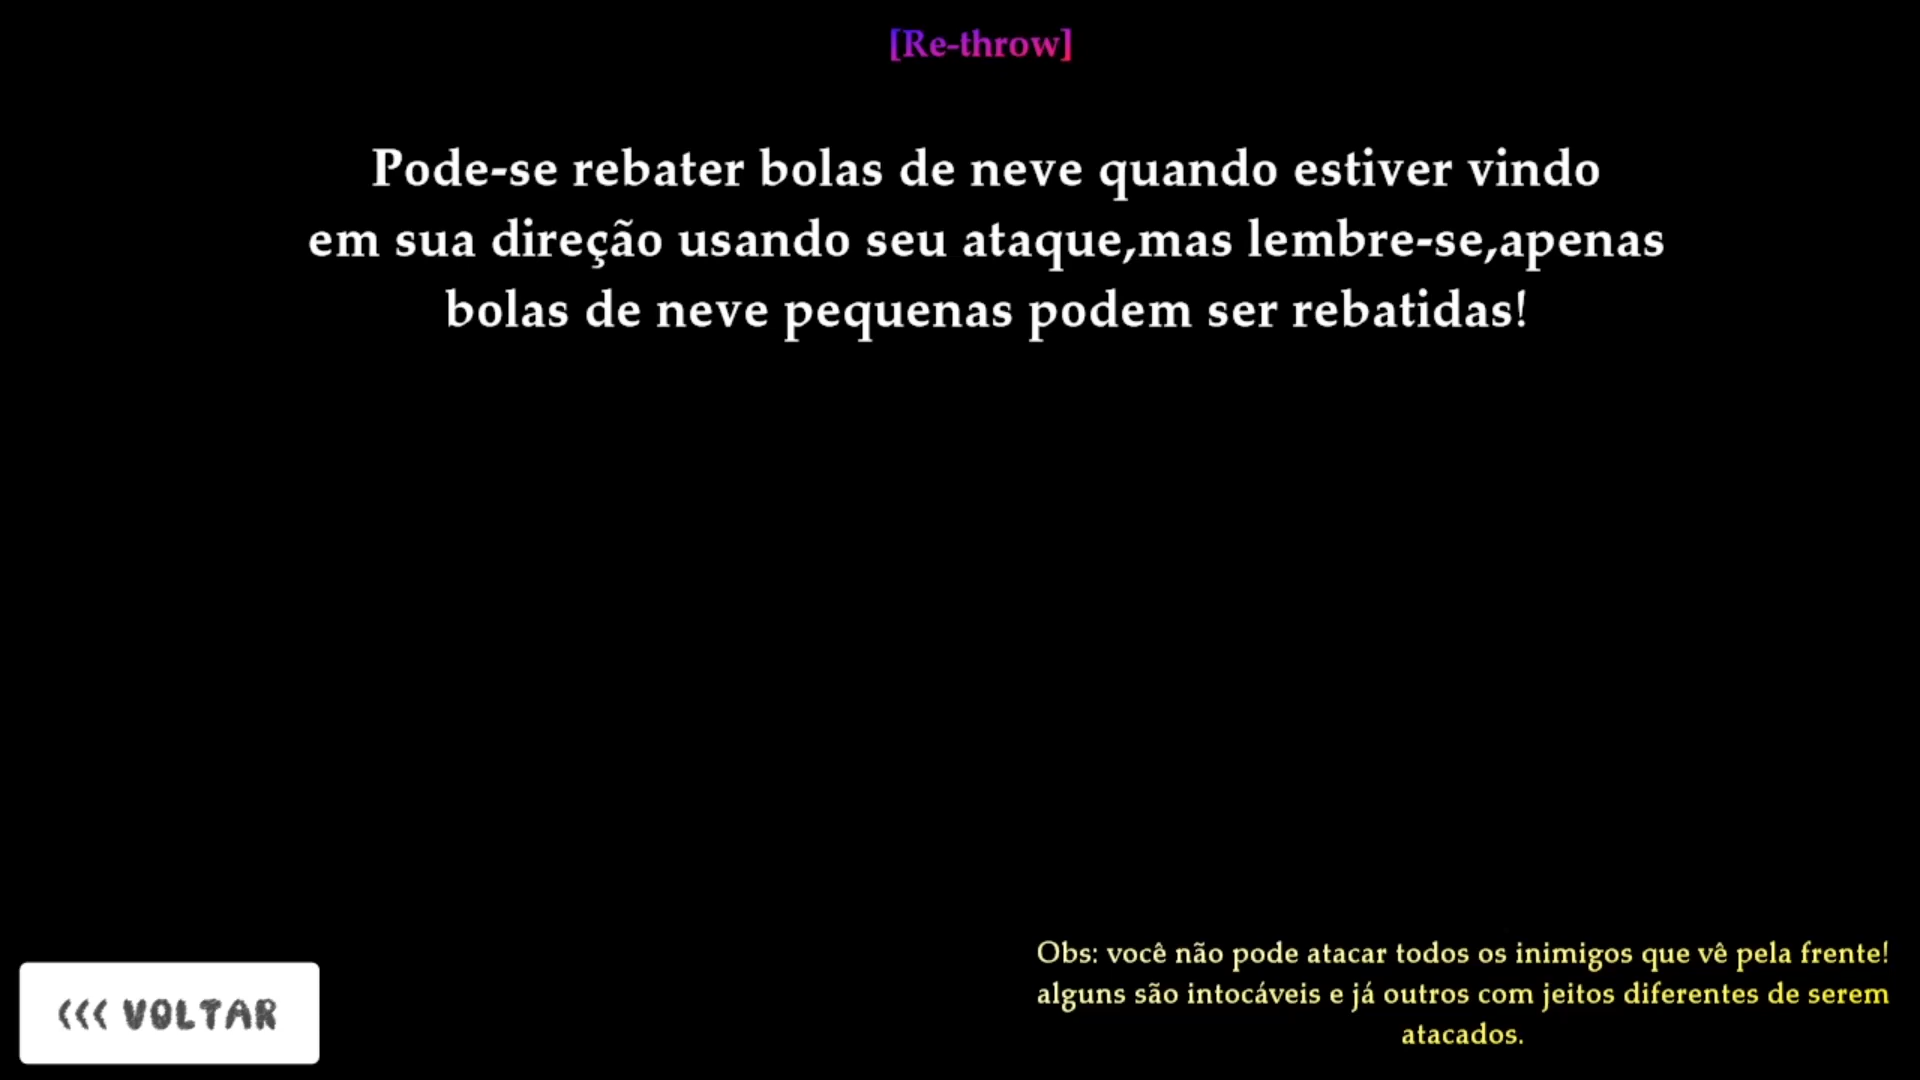 [Re-throw]
Pode-se rebater bolas de neve quando estiver vindo
em sua direção usando seu ataque,mas lembre-se,apenas
bolas de neve pequenas podem ser rebatidas!
Obs: você não pode atacar todos os inimigos que vê pela frente!
alguns são intocáveis e já outros com jeitos diferentes de serem
atacados.
<<< VOLTAR